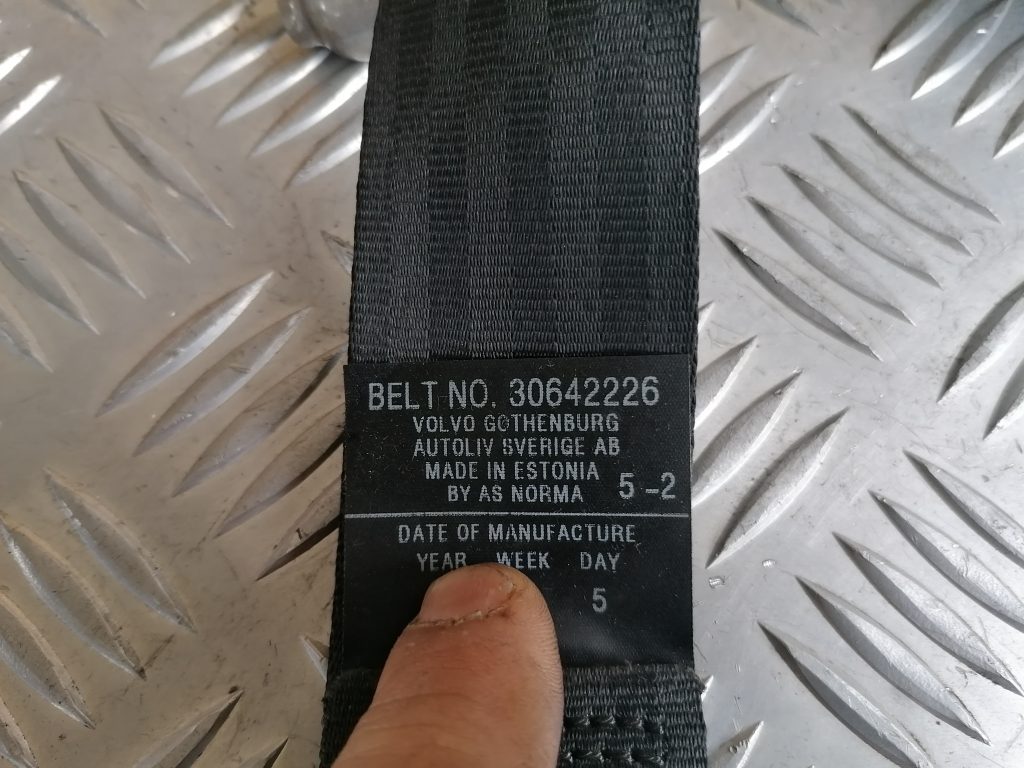 BELT NO. 30642226
VOLVO GOTHENBURG
AUTOLIV SVERIGE AB
MADE IN ESTONIA
BY AS NORMA 5-2
DATE OF MANUFACTURE
YEAR WEEK DAY
5